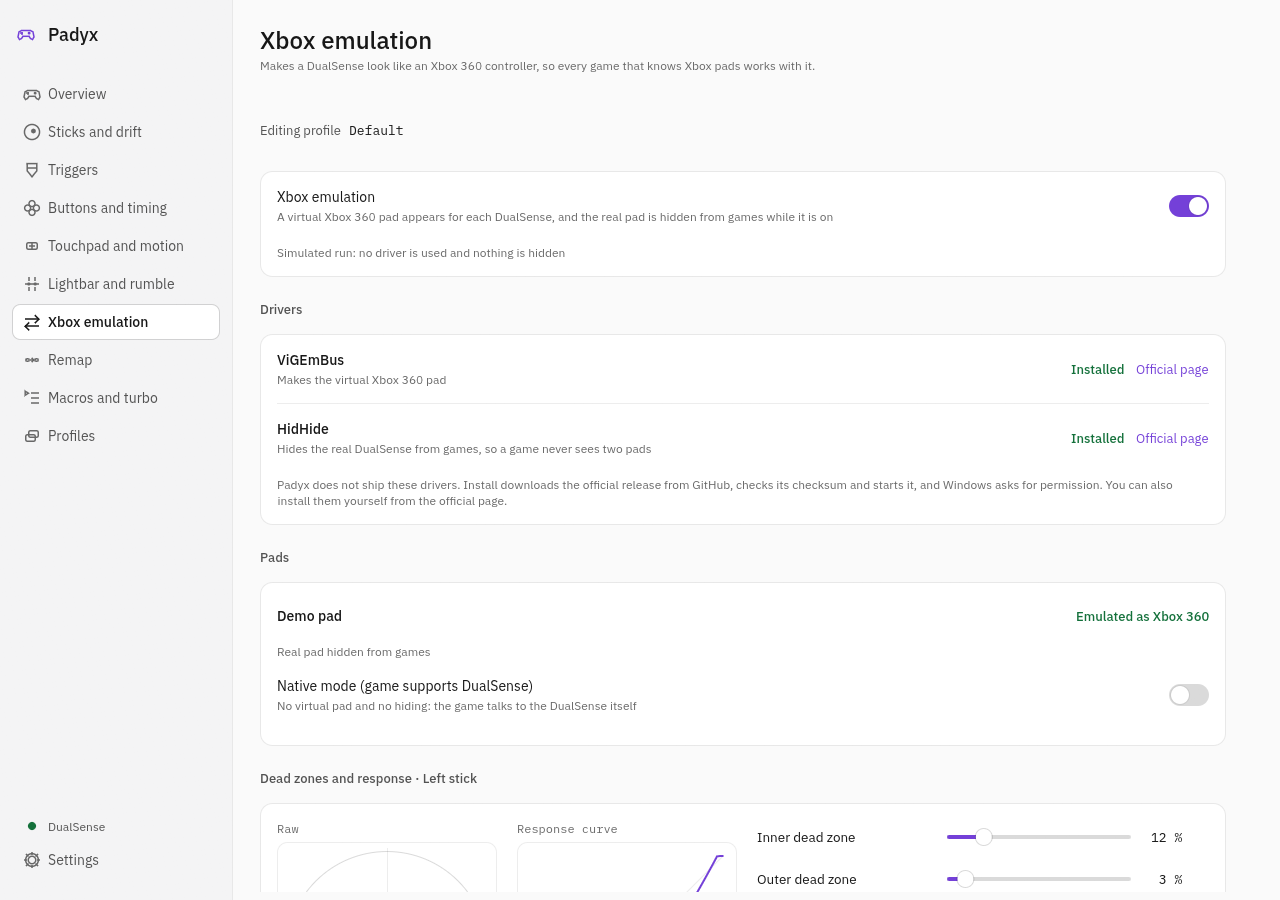 Padyx
Overview
Sticks and drift
Triggers
Buttons and timing
Touchpad and motion
Lightbar and rumble
Xbox emulation
Remap
Macros and turbo
Profiles
DualSense
Settings
Xbox emulation
Makes a DualSense look like an Xbox 360 controller, so every game that knows Xbox pads works with it.
Editing profile Default
Xbox emulation
A virtual Xbox 360 pad appears for each DualSense, and the real pad is hidden from games while it is on
Simulated run: no driver is used and nothing is hidden
Drivers
ViGEmBus
Makes the virtual Xbox 360 pad
Installed Official page
HidHide
Hides the real DualSense from games, so a game never sees two pads
Installed Official page
Padyx does not ship these drivers. Install downloads the official release from GitHub, checks its checksum and starts it, and Windows asks for permission. You can also
install them yourself from the official page.
Pads
Demo pad
Emulated as Xbox 360
Real pad hidden from games
Native mode (game supports DualSense)
No virtual pad and no hiding: the game talks to the DualSense itself
Dead zones and response · Left stick
Raw
Response curve
Inner dead zone 12 %
Outer dead zone 3 %